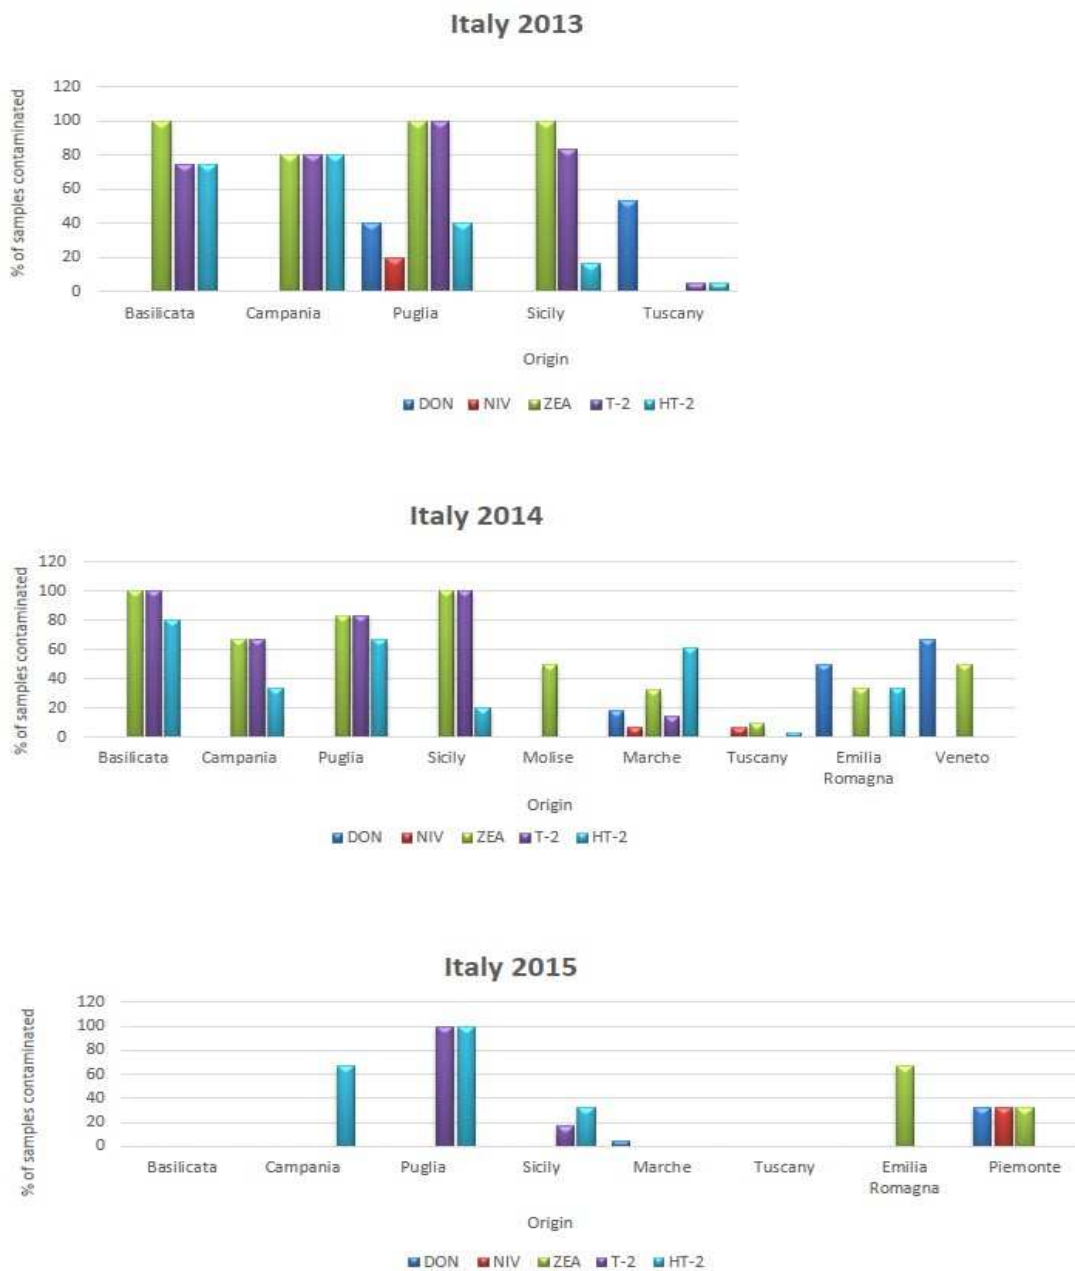 Italy 2013
% of samples contaminated
120
100
80
60
40
20
0
Basilicata Campania Puglia Sicily Tuscany
Origin
DON NIV ZEA T-2 HT-2
Italy 2014
% of samples contaminated
120
100
80
60
40
20
0
Basilicata Campania Puglia Sicily Molise Marche Tuscany Emilia Romagna Veneto
Origin
DON NIV ZEA T-2 HT-2
Italy 2015
% of samples contaminated
120
100
80
60
40
20
0
Basilicata Campania Puglia Sicily Marche Tuscany Emilia Romagna Piemonte
Origin
DON NIV ZEA T-2 HT-2